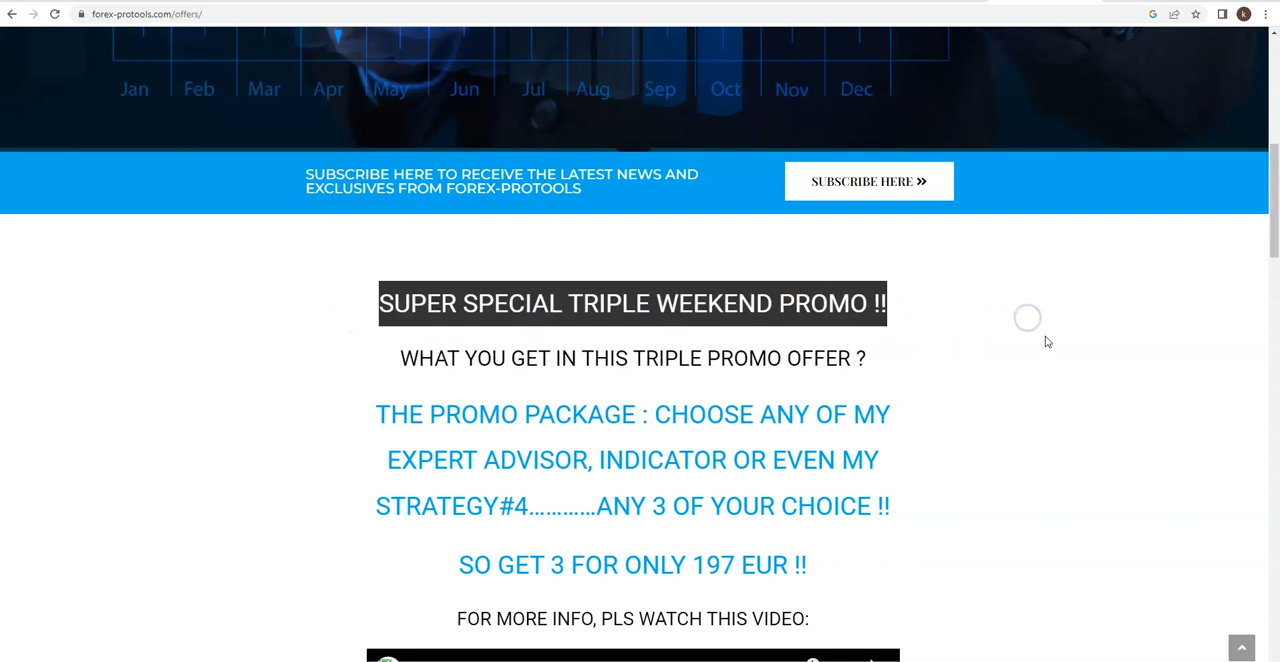 forex-protools.com/offers/
k
Jan Feb Mar Apr May Jun Jul Aug Sep Oct Nov Dec
SUBSCRIBE HERE TO RECEIVE THE LATEST NEWS AND
EXCLUSIVES FROM FOREX-PROTOOLS
SUBSCRIBE HERE »
SUPER SPECIAL TRIPLE WEEKEND PROMO !!
WHAT YOU GET IN THIS TRIPLE PROMO OFFER ?
THE PROMO PACKAGE : CHOOSE ANY OF MY
EXPERT ADVISOR, INDICATOR OR EVEN MY
STRATEGY#4…………ANY 3 OF YOUR CHOICE !!
SO GET 3 FOR ONLY 197 EUR !!
FOR MORE INFO, PLS WATCH THIS VIDEO: